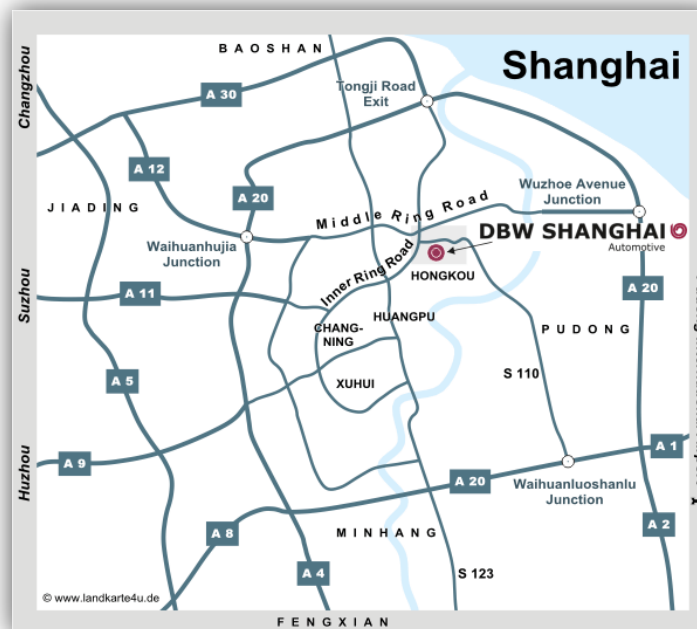 BAOSHAN
Shanghai
Changzhou
Tongji Road
Exit
A 30
A 12
A 20
Wuzhoe Avenue
Junction
JIADING
Middle Ring Road
DBW SHANGHAI
Automotive
Waihuanhujia
Junction
Inner Ring Road
HONGKOU
Suzhou
A 11
A 20
HUANGPU
CHANG-
NING
PUDONG
A 5
XUHUI
S 110
A 1
Huzhou
A 9
A 20
Waihuanluoshanlu
Junction
A 8
MINHANG
A 2
A 4
S 123
© www.landkarte4u.de
FENGXIAN